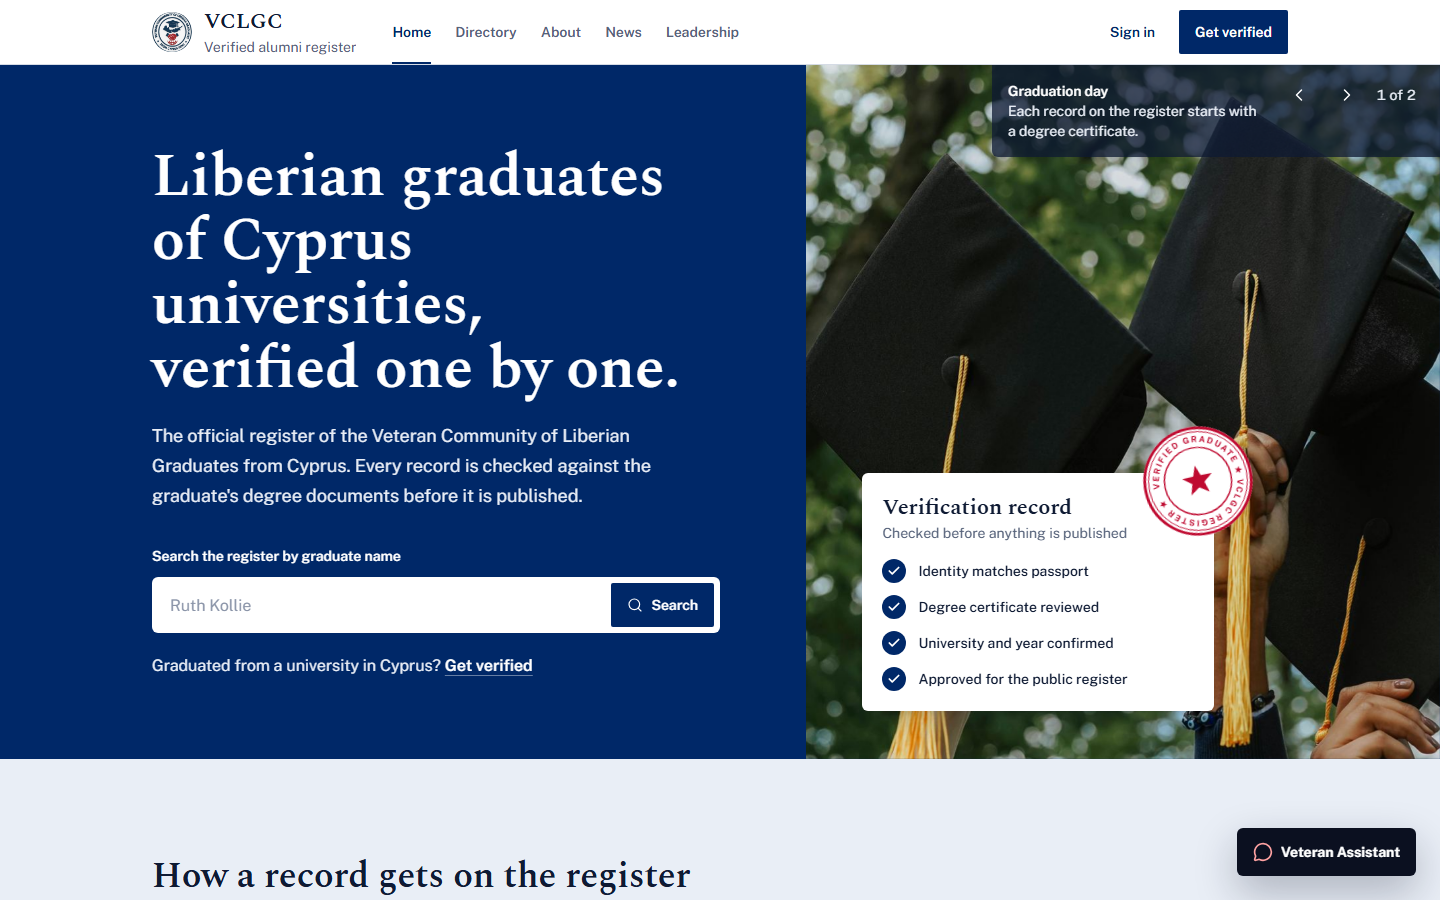 VCLGC
Verified alumni register
Home
Directory
About
News
Leadership
Sign in
Get verified
Liberian graduates
of Cyprus
universities,
verified one by one.
The official register of the Veteran Community of Liberian
Graduates from Cyprus. Every record is checked against the
graduate's degree documents before it is published.
Search the register by graduate name
Ruth Kollie
Search
Graduated from a university in Cyprus? Get verified
Graduation day
Each record on the register starts with
a degree certificate.
1 of 2
VERIFIED GRADUATE ★ VCLGC REGISTER ★
Verification record
Checked before anything is published
Identity matches passport
Degree certificate reviewed
University and year confirmed
Approved for the public register
How a record gets on the register
Veteran Assistant